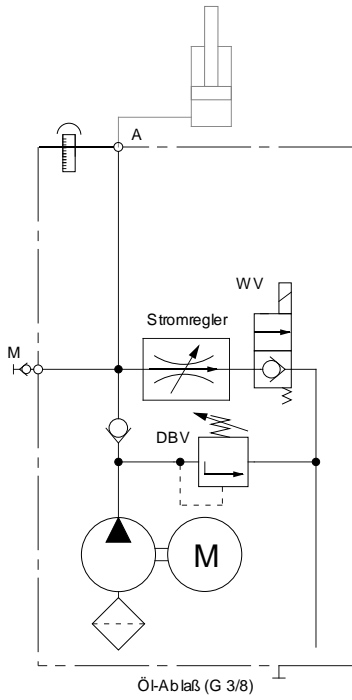 A
WV
Stromregler
M
DBV
M
Öl-Ablaß (G 3/8)